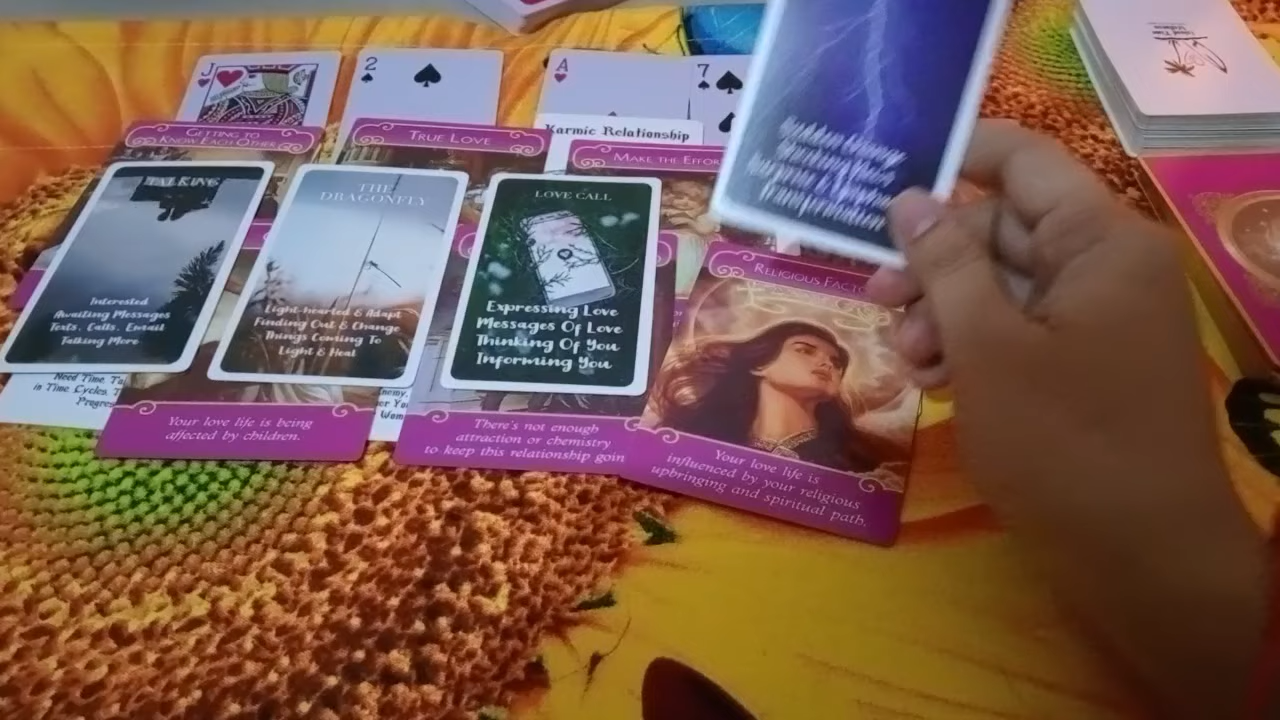 J
2
A
7
Getting to
Know Each Other
True Love
Karmic Relationship
Make the Effor
TALKING
Interested
Awaiting Messages
Texts, Calls, Email
Talking More
THE
DRAGONFLY
Light-hearted & Adapt
Finding Out & Change
Things Coming To
Light & Heal
LOVE CALL
Expressing Love
Messages Of Love
Thinking Of You
Informing You
Religious Facto
Need Time, Ta
in Time Cycles, T
Progres
Your love life is being
affected by children.
There's not enough
attraction or chemistry
to keep this relationship goin
Your love life is
influenced by your religious
upbringing and spiritual path.